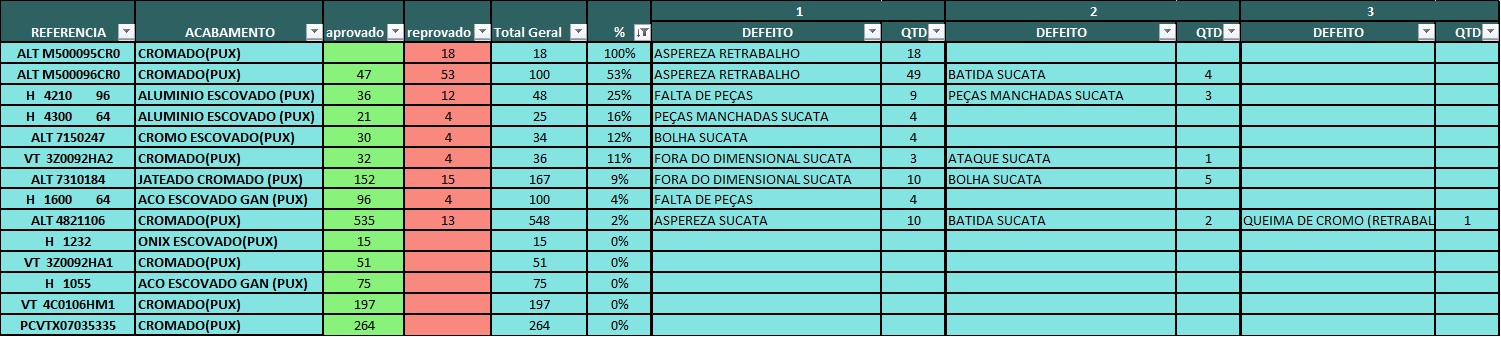 1 2 3
REFERENCIA ACABAMENTO aprovado reprovado Total Geral % DEFEITO QTD DEFEITO QTD DEFEITO QTD
ALT M500095CR0 CROMADO(PUX) 18 18 100% ASPEREZA RETRABALHO 18
ALT M500096CR0 CROMADO(PUX) 47 53 100 53% ASPEREZA RETRABALHO 49 BATIDA SUCATA 4
H 4210 96 ALUMINIO ESCOVADO (PUX) 36 12 48 25% FALTA DE PEÇAS 9 PEÇAS MANCHADAS SUCATA 3
H 4300 64 ALUMINIO ESCOVADO (PUX) 21 4 25 16% PEÇAS MANCHADAS SUCATA 4
ALT 7150247 CROMO ESCOVADO(PUX) 30 4 34 12% BOLHA SUCATA 4
VT 3Z0092HA2 CROMADO(PUX) 32 4 36 11% FORA DO DIMENSIONAL SUCATA 3 ATAQUE SUCATA 1
ALT 7310184 JATEADO CROMADO (PUX) 152 15 167 9% FORA DO DIMENSIONAL SUCATA 10 BOLHA SUCATA 5
H 1600 64 ACO ESCOVADO GAN (PUX) 96 4 100 4% FALTA DE PEÇAS 4
ALT 4821106 CROMADO(PUX) 535 13 548 2% ASPEREZA SUCATA 10 BATIDA SUCATA 2 QUEIMA DE CROMO (RETRABAL 1
H 1232 ONIX ESCOVADO(PUX) 15 15 0%
VT 3Z0092HA1 CROMADO(PUX) 51 51 0%
H 1055 ACO ESCOVADO GAN (PUX) 75 75 0%
VT 4C0106HM1 CROMADO(PUX) 197 197 0%
PCVTX07035335 CROMADO(PUX) 264 264 0%